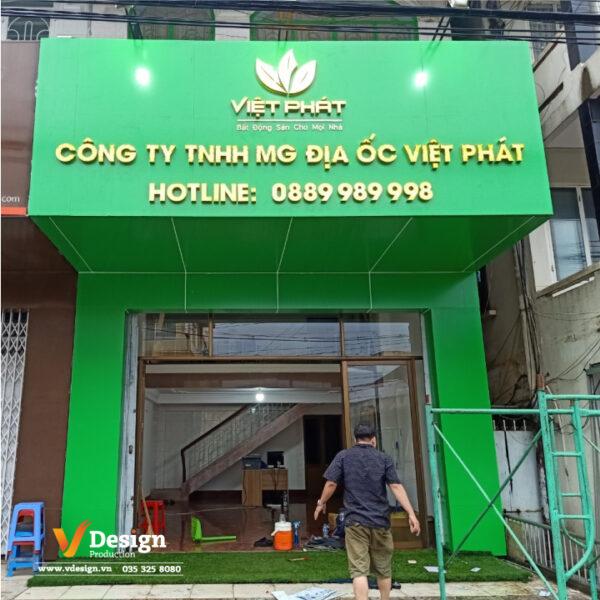 VIỆT PHÁT
Bất Động Sản Cho Mọi Nhà
CÔNG TY TNHH MG ĐỊA ỐC VIỆT PHÁT
HOTLINE: 0889 989 998
com
Design
Production
www.vdesign.vn 035 325 8080